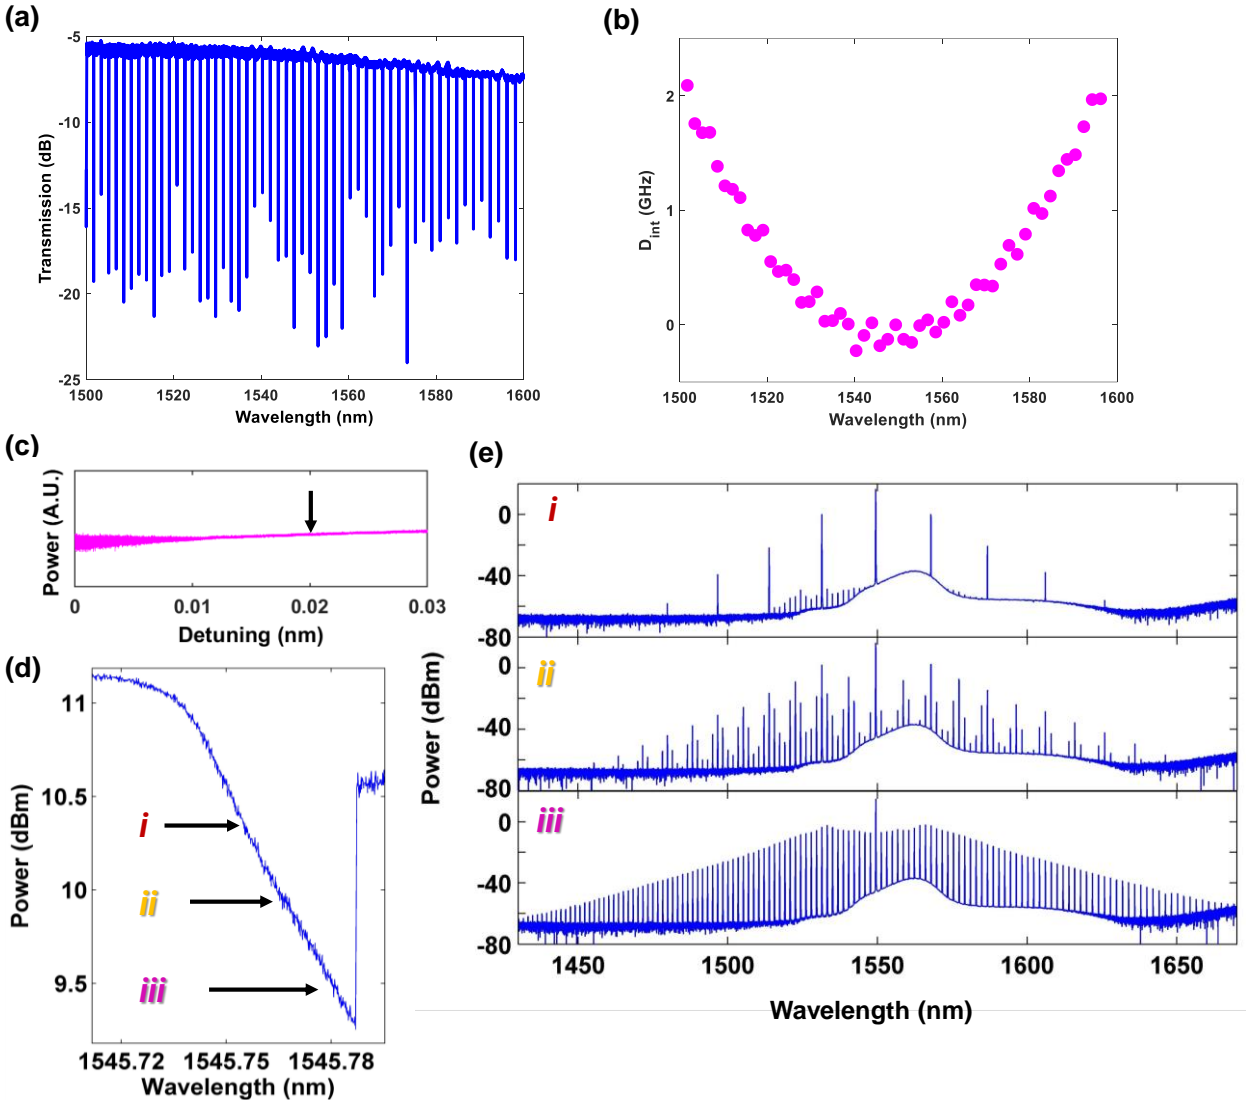 (a)
-5
-10
-15
-20
-25
Transmission (dB)
1500 1520 1540 1560 1580 1600
Wavelength (nm)
(b)
2
1
0
D_int (GHz)
1500 1520 1540 1560 1580 1600
Wavelength (nm)
(c)
Power (A.U.)
0 0.01 0.02 0.03
Detuning (nm)
(d)
11
10.5
10
9.5
Power (dBm)
i
ii
iii
1545.72 1545.75 1545.78
Wavelength (nm)
(e)
i
0
-40
-80
ii
0
-40
-80
iii
0
-40
-80
Power (dBm)
1450 1500 1550 1600 1650
Wavelength (nm)